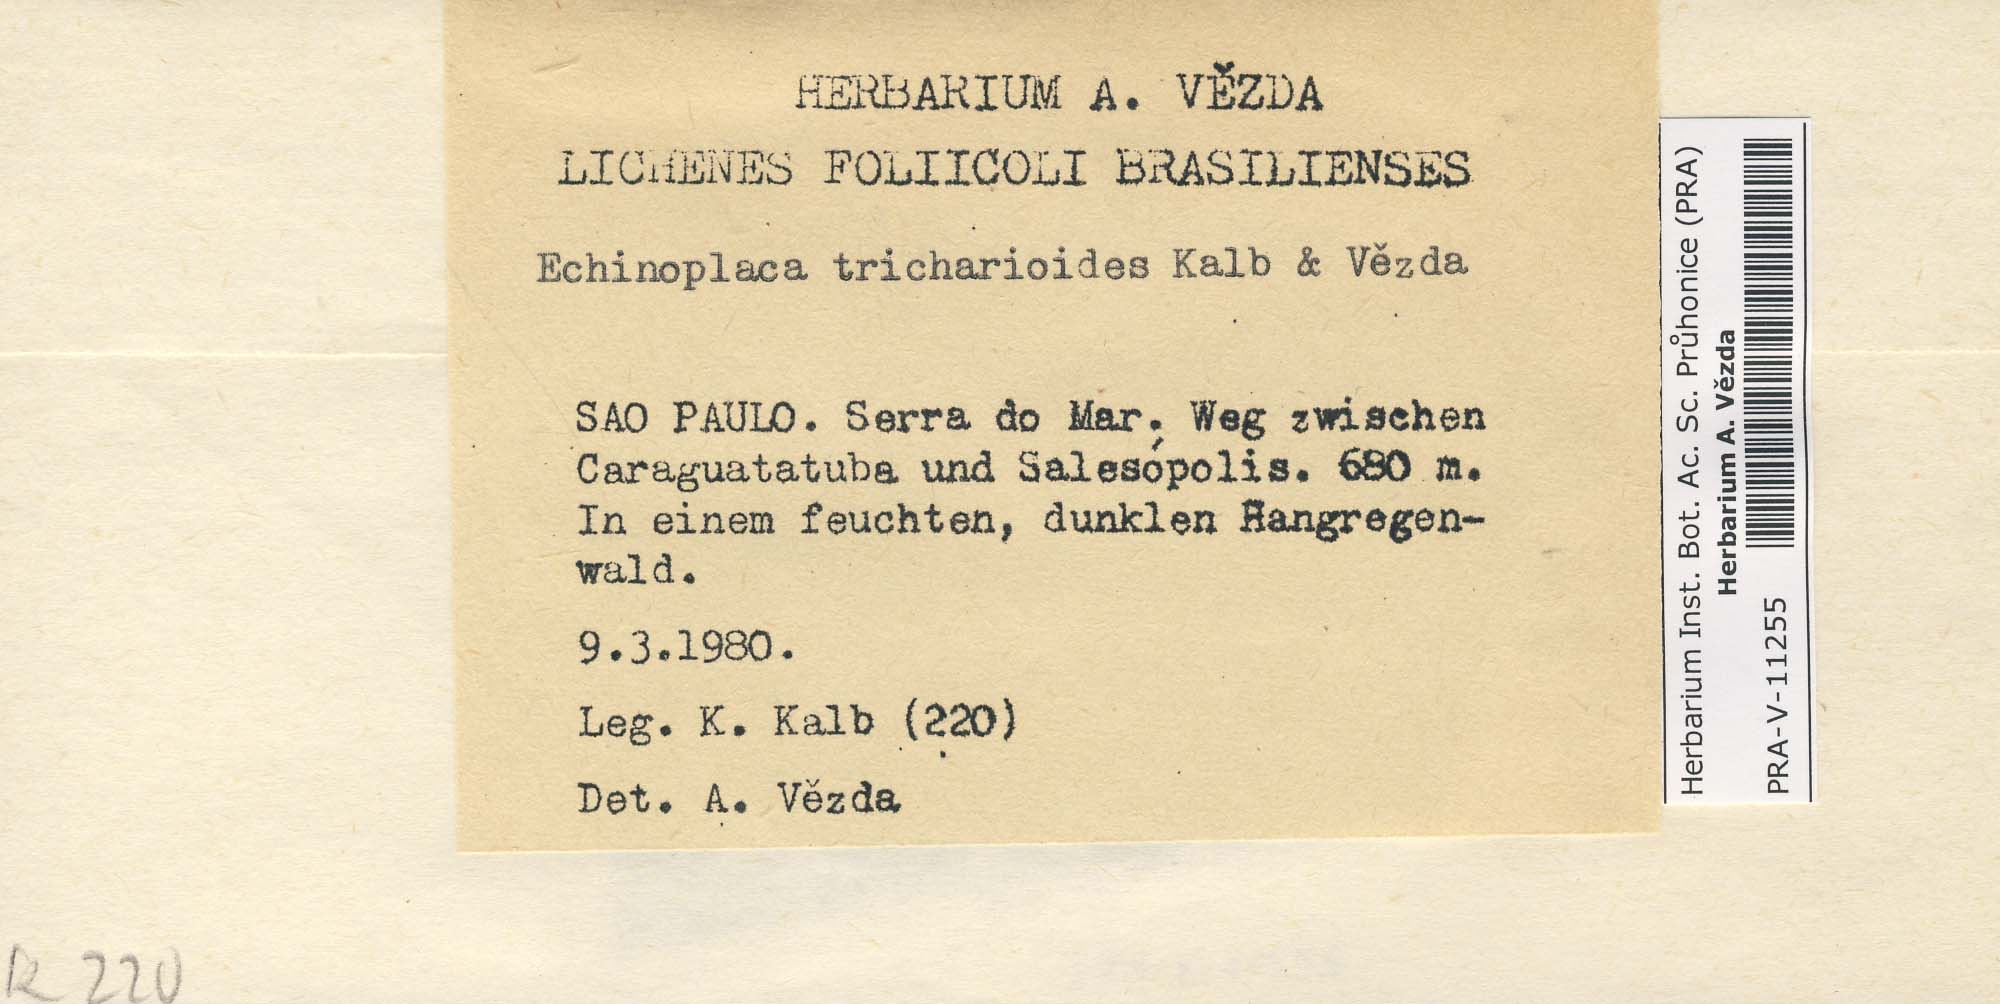 HERBARIUM A. VĚZDA
LICHENES FOLIICOLI BRASILIENSES
Echinoplaca tricharioides Kalb & Vězda
SAO PAULO. Serra do Mar. Weg zwischen
Caraguatatuba und Salesópolis. 680 m.
In einem feuchten, dunklen Hangregen-
wald.
9.3.1980.
Leg. K. Kalb (220)
Det. A. Vězda
Herbarium Inst. Bot. Ac. Sc. Průhonice (PRA)
Herbarium A. Vězda
PRA-V-11255
K 220